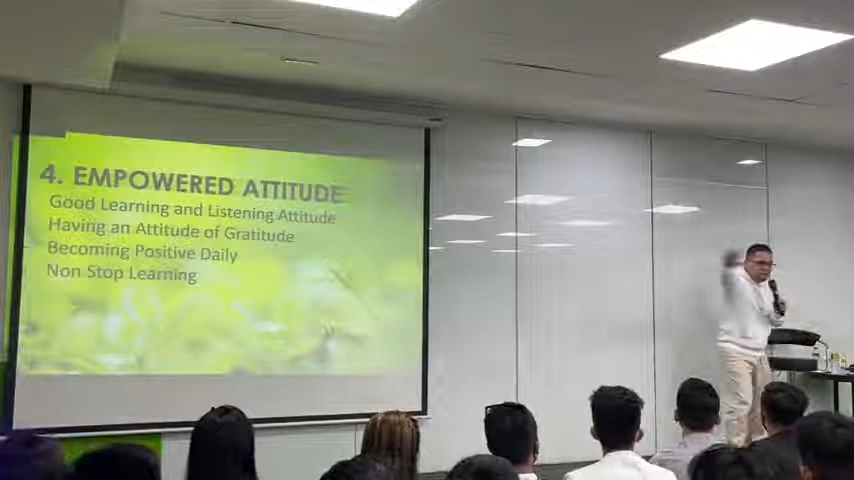 4. EMPOWERED ATTITUDE
Good Learning and Listening Attitude
Having an Attitude of Gratitude
Becoming Positive Daily
Non Stop Learning